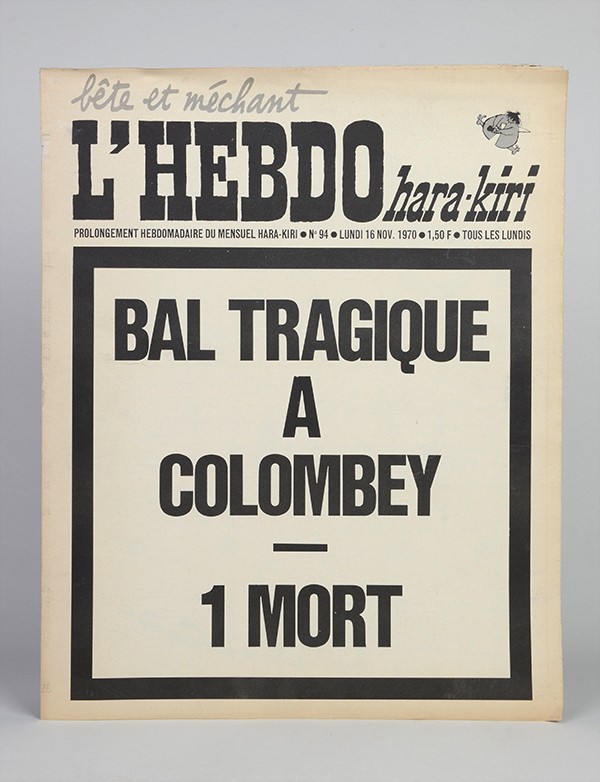 bête et méchant
L'HEBDO hara-kiri
PROLONGEMENT HEBDOMADAIRE DU MENSUEL HARA-KIRI ● N° 94 ● LUNDI 16 NOV. 1970 ● 1,50 F ● TOUS LES LUNDIS
BAL TRAGIQUE
A
COLOMBEY
—
1 MORT